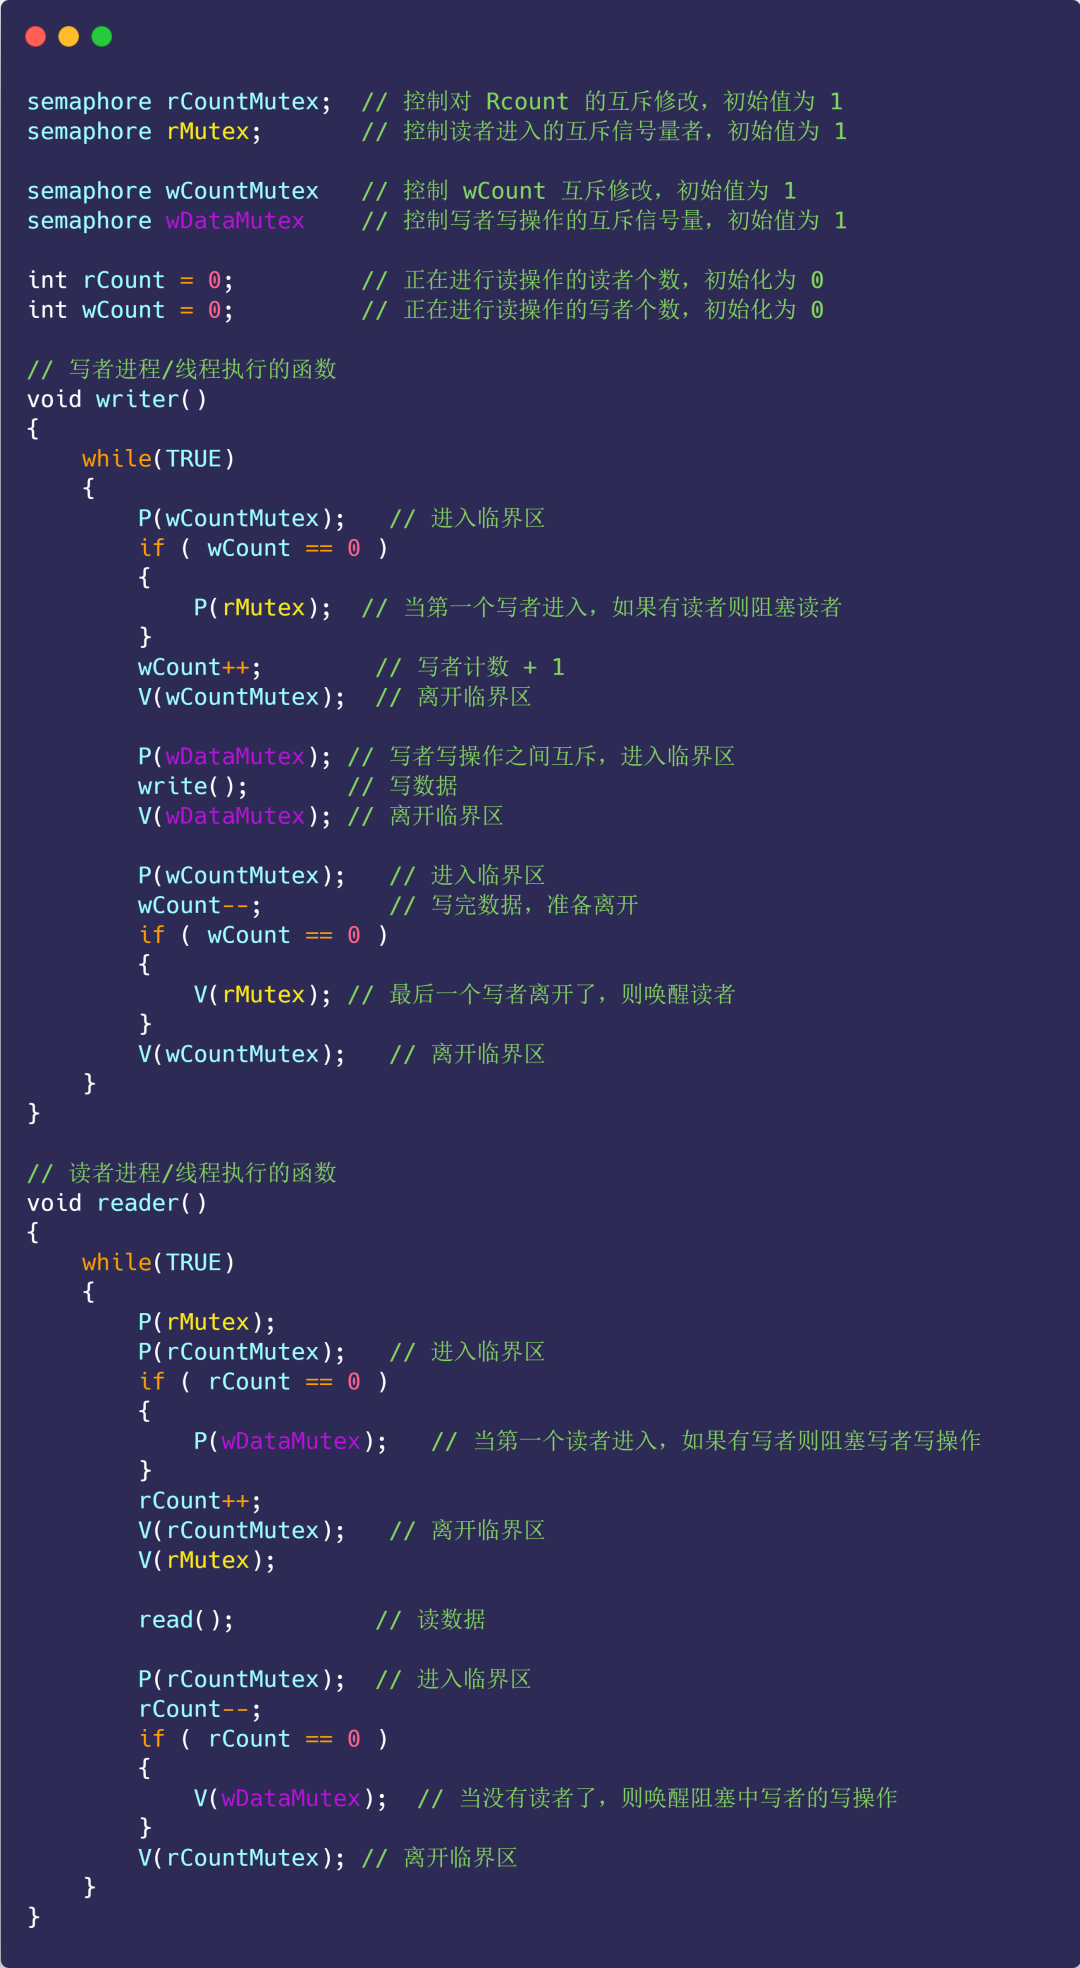 semaphore rCountMutex;  // 控制对 Rcount 的互斥修改，初始值为 1
semaphore rMutex;       // 控制读者进入的互斥信号量者，初始值为 1

semaphore wCountMutex   // 控制 wCount 互斥修改，初始值为 1
semaphore wDataMutex    // 控制写者写操作的互斥信号量，初始值为 1

int rCount = 0;         // 正在进行读操作的读者个数，初始化为 0
int wCount = 0;         // 正在进行读操作的写者个数，初始化为 0

// 写者进程/线程执行的函数
void writer()
{
    while(TRUE)
    {
        P(wCountMutex);   // 进入临界区
        if ( wCount == 0 )
        {
            P(rMutex);  // 当第一个写者进入，如果有读者则阻塞读者
        }
        wCount++;        // 写者计数 + 1
        V(wCountMutex);  // 离开临界区

        P(wDataMutex); // 写者写操作之间互斥，进入临界区
        write();       // 写数据
        V(wDataMutex); // 离开临界区

        P(wCountMutex);   // 进入临界区
        wCount--;         // 写完数据，准备离开
        if ( wCount == 0 )
        {
            V(rMutex); // 最后一个写者离开了，则唤醒读者
        }
        V(wCountMutex);   // 离开临界区
    }
}

// 读者进程/线程执行的函数
void reader()
{
    while(TRUE)
    {
        P(rMutex);
        P(rCountMutex);   // 进入临界区
        if ( rCount == 0 )
        {
            P(wDataMutex);   // 当第一个读者进入，如果有写者则阻塞写者写操作
        }
        rCount++;
        V(rCountMutex);   // 离开临界区
        V(rMutex);

        read();          // 读数据

        P(rCountMutex);  // 进入临界区
        rCount--;
        if ( rCount == 0 )
        {
            V(wDataMutex);  // 当没有读者了，则唤醒阻塞中写者的写操作
        }
        V(rCountMutex); // 离开临界区
    }
}